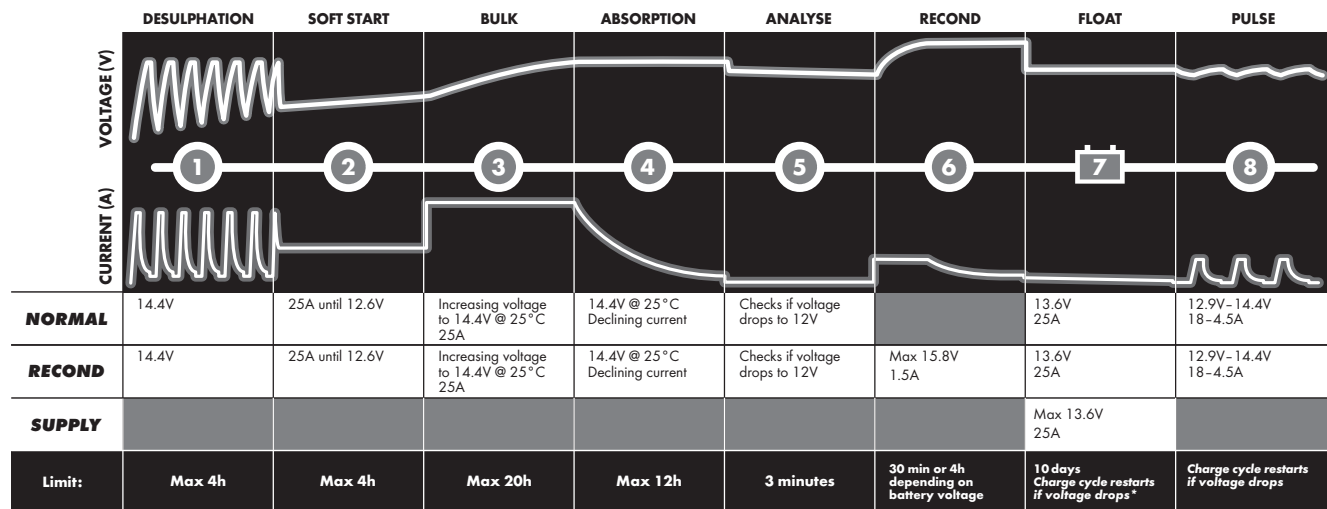 DESULPHATION SOFT START BULK ABSORPTION ANALYSE RECOND FLOAT PULSE
VOLTAGE (V)
1 2 3 4 5 6 7 8
CURRENT (A)
NORMAL
14.4V
25A until 12.6V
Increasing voltage
to 14.4V @ 25°C
25A
14.4V @ 25°C
Declining current
Checks if voltage
drops to 12V
13.6V
25A
12.9V–14.4V
18–4.5A
RECOND
14.4V
25A until 12.6V
Increasing voltage
to 14.4V @ 25°C
25A
14.4V @ 25°C
Declining current
Checks if voltage
drops to 12V
Max 15.8V
1.5A
13.6V
25A
12.9V–14.4V
18–4.5A
SUPPLY
Max 13.6V
25A
Limit:
Max 4h
Max 4h
Max 20h
Max 12h
3 minutes
30 min or 4h
depending on
battery voltage
10 days
Charge cycle restarts
if voltage drops*
Charge cycle restarts
if voltage drops